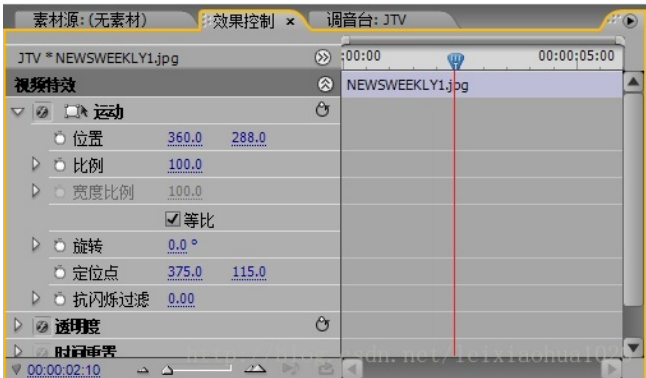 素材源: (无素材) 效果控制 × 调音台: JTV
JTV * NEWSWEEKLY1.jpg :00:00 00:00:05:00
视频特效 NEWSWEEKLY1.jpg
运动
位置 360.0 288.0
比例 100.0
宽度比例 100.0
等比
旋转 0.0 °
定位点 375.0 115.0
抗闪烁过滤 0.00
透明度
时间重置
00:00:02:10